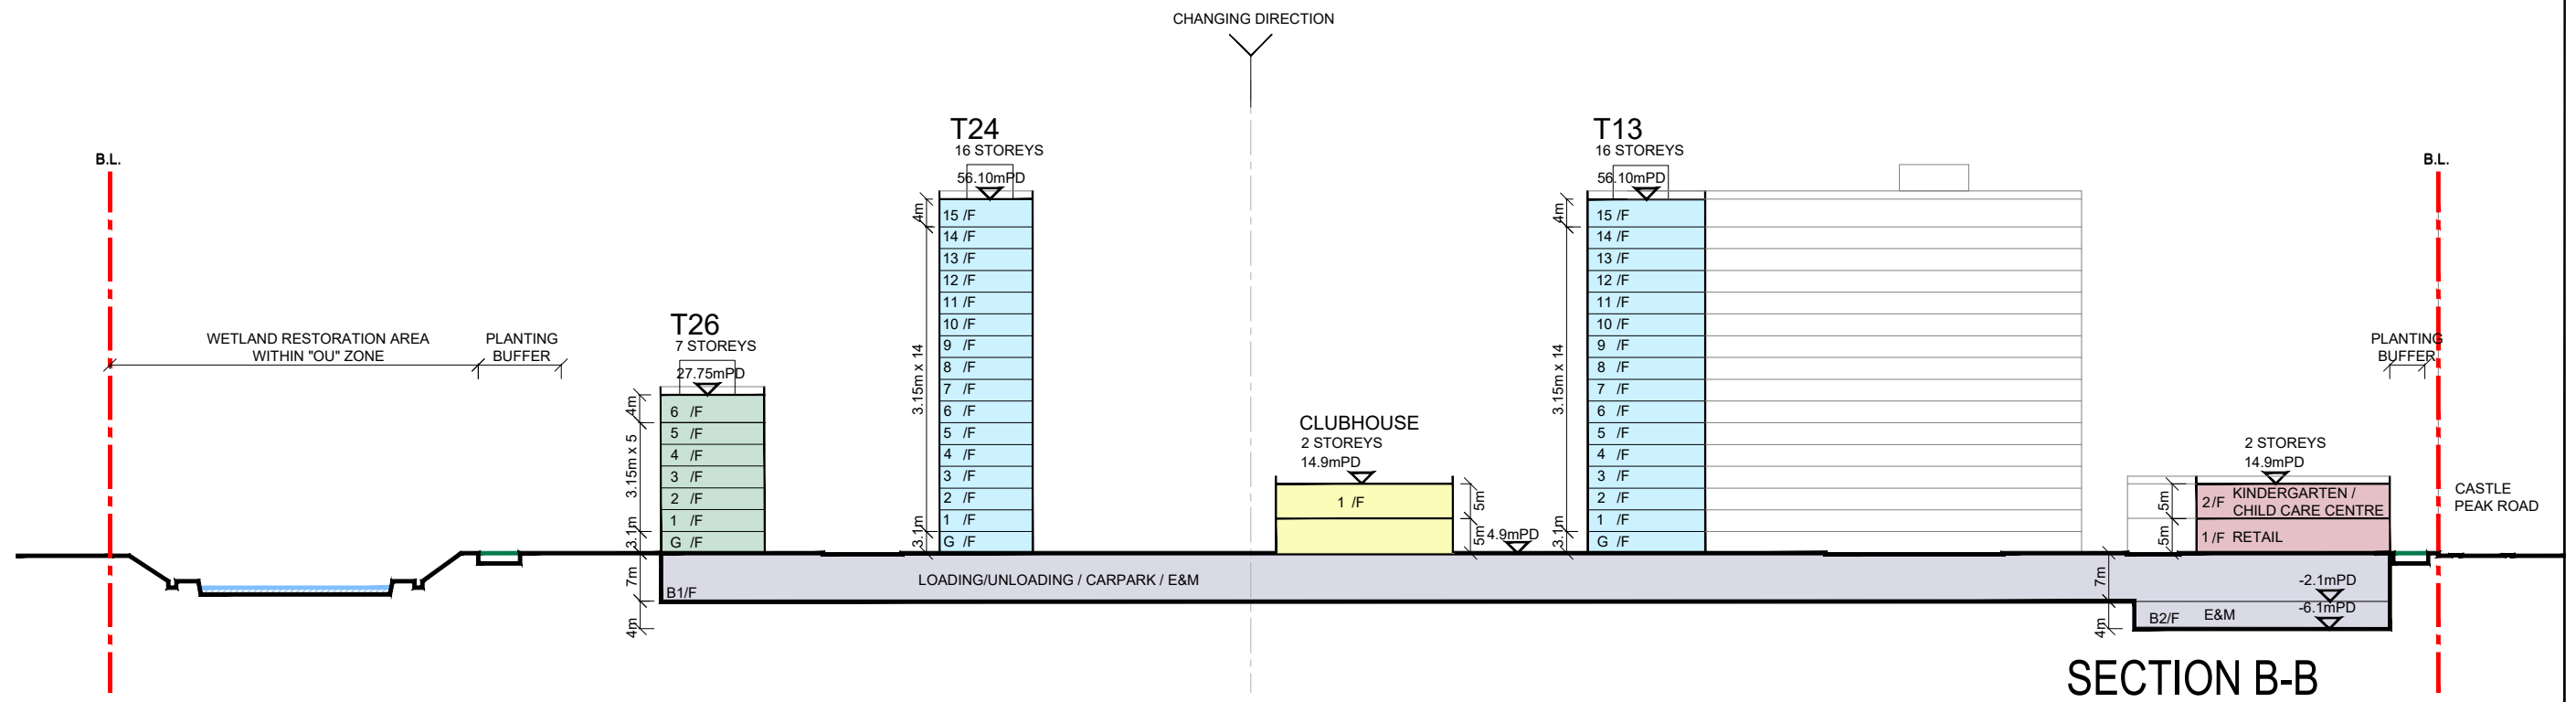 CHANGING DIRECTION
B.L.
WETLAND RESTORATION AREA
WITHIN "OU" ZONE
PLANTING
BUFFER
T26
7 STOREYS
27.75mPD
4m
3.15m x 5
3.1m
7m
4m
6 /F
5 /F
4 /F
3 /F
2 /F
1 /F
G /F
T24
16 STOREYS
56.10mPD
4m
3.15m x 14
3.1m
15 /F
14 /F
13 /F
12 /F
11 /F
10 /F
9 /F
8 /F
7 /F
6 /F
5 /F
4 /F
3 /F
2 /F
1 /F
G /F
CLUBHOUSE
2 STOREYS
14.9mPD
1 /F
5m
5m
4.9mPD
T13
16 STOREYS
56.10mPD
4m
3.15m x 14
3.1m
15 /F
14 /F
13 /F
12 /F
11 /F
10 /F
9 /F
8 /F
7 /F
6 /F
5 /F
4 /F
3 /F
2 /F
1 /F
G /F
2 STOREYS
14.9mPD
5m
5m
2/F KINDERGARTEN /
CHILD CARE CENTRE
1/F RETAIL
B.L.
PLANTING
BUFFER
CASTLE
PEAK ROAD
B1/F
LOADING/UNLOADING / CARPARK / E&M
7m
4m
-2.1mPD
-6.1mPD
B2/F E&M
SECTION B-B